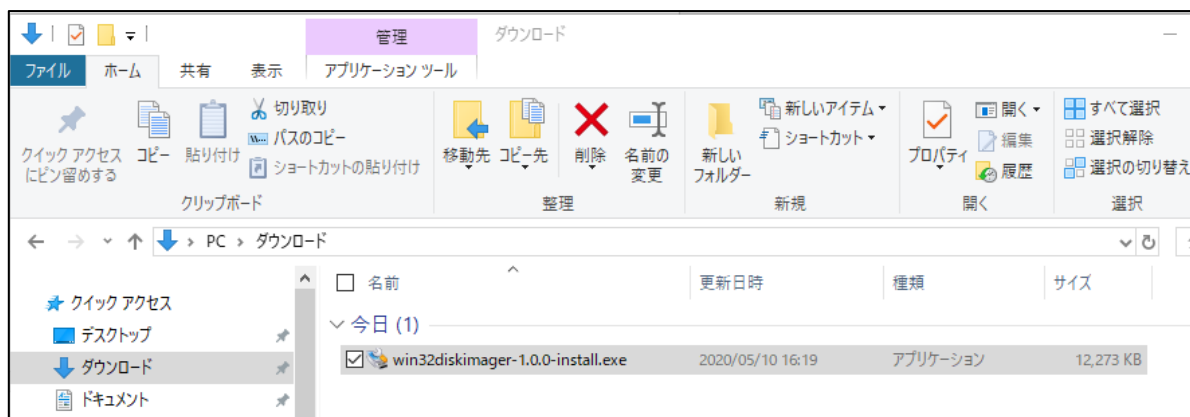 管理
ダウンロード
ファイル
ホーム
共有
表示
アプリケーション ツール
クイック アクセス
にピン留めする
コピー
貼り付け
切り取り
パスのコピー
ショートカットの貼り付け
クリップボード
移動先
コピー先
削除
名前の
変更
整理
新しい
フォルダー
新しいアイテム
ショートカット
新規
プロパティ
開く
編集
履歴
開く
すべて選択
選択解除
選択の切り替え
選択
PC › ダウンロード
クイック アクセス
デスクトップ
ダウンロード
ドキュメント
名前 更新日時 種類 サイズ
今日 (1)
win32diskimager-1.0.0-install.exe 2020/05/10 16:19 アプリケーション 12,273 KB